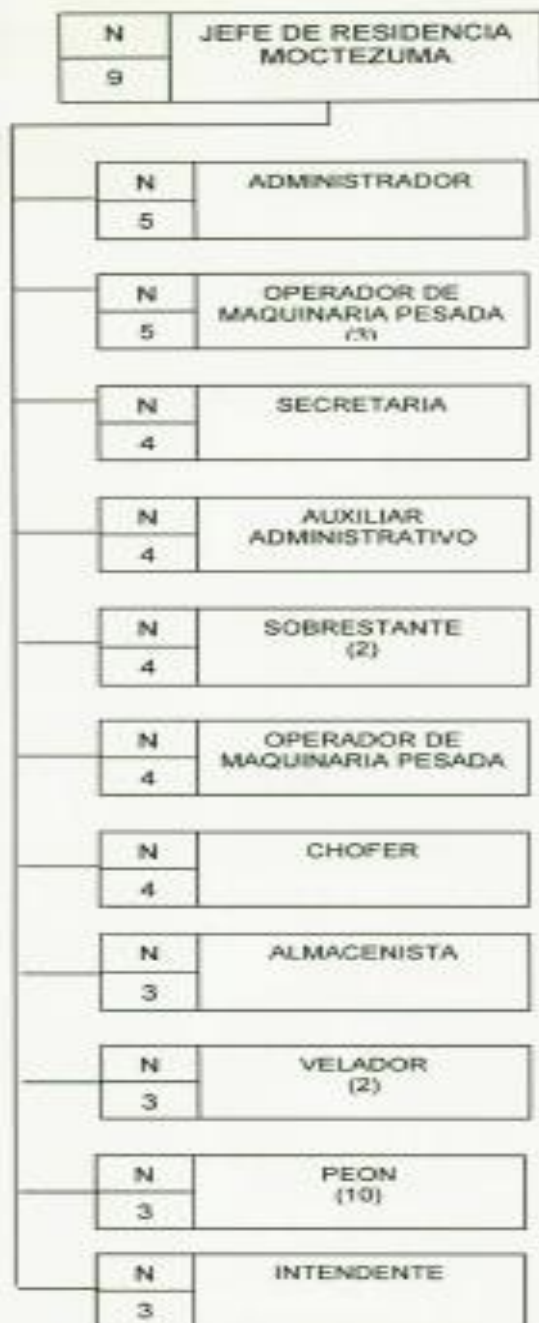 N
9
JEFE DE RESIDENCIA
MOCTEZUMA
N
5
ADMINISTRADOR
N
5
OPERADOR DE
MAQUINARIA PESADA
(3)
N
4
SECRETARIA
N
4
AUXILIAR
ADMINISTRATIVO
N
4
SOBRESTANTE
(2)
N
4
OPERADOR DE
MAQUINARIA PESADA
N
4
CHOFER
N
3
ALMACENISTA
N
3
VELADOR
(2)
N
3
PEON
(10)
N
3
INTENDENTE